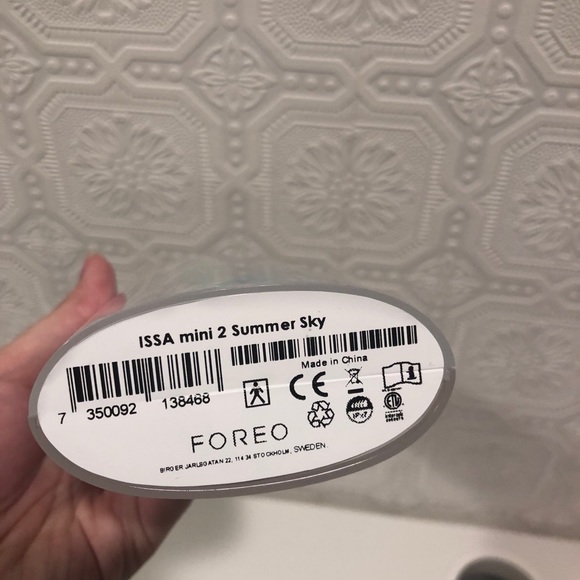 ISSA mini 2 Summer Sky
Made in China
7 350092 138468
CE
FOREO
BIRGER JARLSGATAN 22, 114 34 STOCKHOLM, SWEDEN